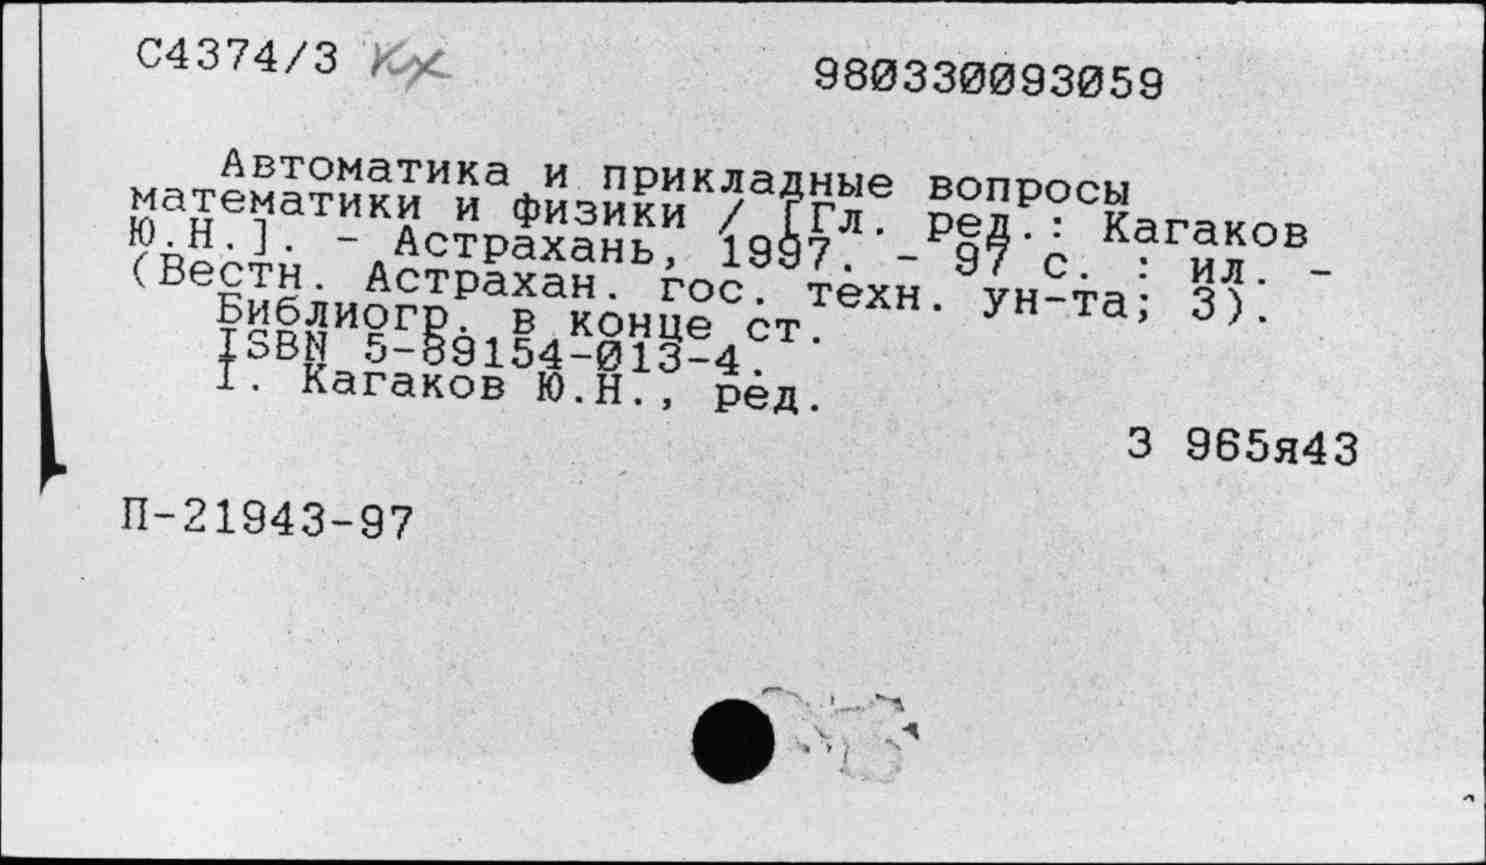 С4374/3 Кх
980330093059
Автоматика и прикладные вопросы
математики и физики / [Гл. ред.: Кагаков
Ю.Н.]. - Астрахань, 1997. - 97 с. : ил. -
(Вестн. Астрахан. гос. техн. ун-та; 3).
Библиогр. в конце ст.
ISBN 5-89154-013-4.
I. Кагаков Ю.Н., ред.
З 965я43
П-21943-97